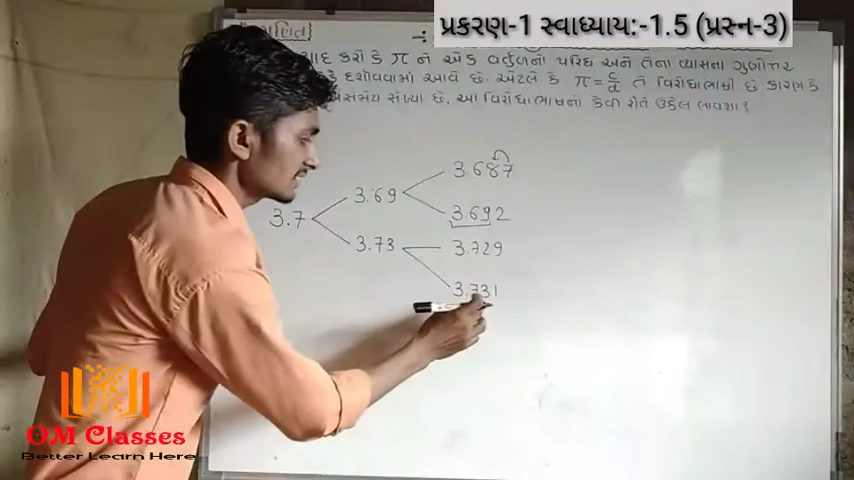 પ્રકરણ-1 સ્વાધ્યાય:-1.5 (પ્રસ્ન-3)
યાદ કરો કે π ને એક વર્તુળનો પરિઘ અને તેના વ્યાસના ગુણોત્તર
દર્શાવવામાં આવે છે. એટલે કે π = c/d તે વિરોધાભાસી છે કારણ કે
સંખ્યા છે. આ વિરોધાભાસના કેવી રીતે ઉકેલ લાવશો?
3.687
3.69
3.692
3.7
3.73
3.729
3.731
OM Classes
Better Learn Here